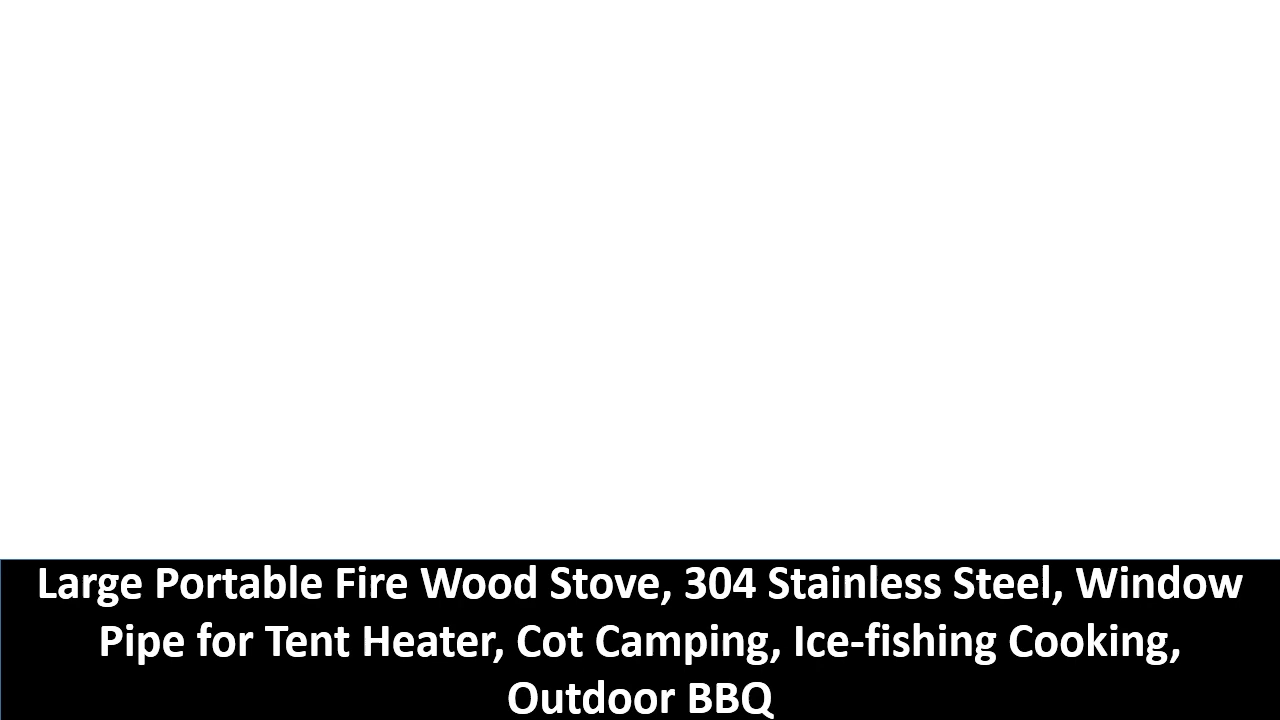 Large Portable Fire Wood Stove, 304 Stainless Steel, Window
Pipe for Tent Heater, Cot Camping, Ice-fishing Cooking,
Outdoor BBQ